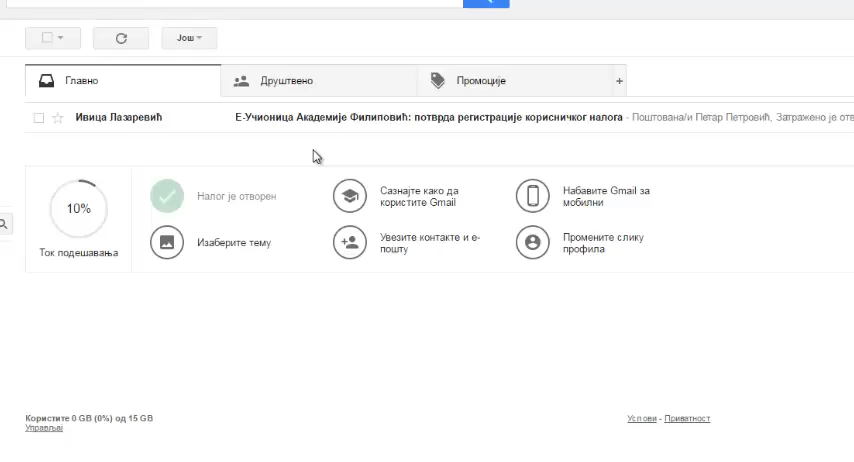 Још
Главно
Друштвено
Промоције
+
Ивица Лазаревић
Е-Учионица Академије Филиповић: потврда регистрације корисничког налога - Поштована/и Петар Петровић, Затражено је отв
10%
Ток подешавања
Налог је отворен
Сазнајте како да
користите Gmail
Набавите Gmail за
мобилни
Изаберите тему
Увезите контакте и е-
пошту
Промените слику
профила
Користите 0 GB (0%) од 15 GB
Управљај
Услови - Приватност